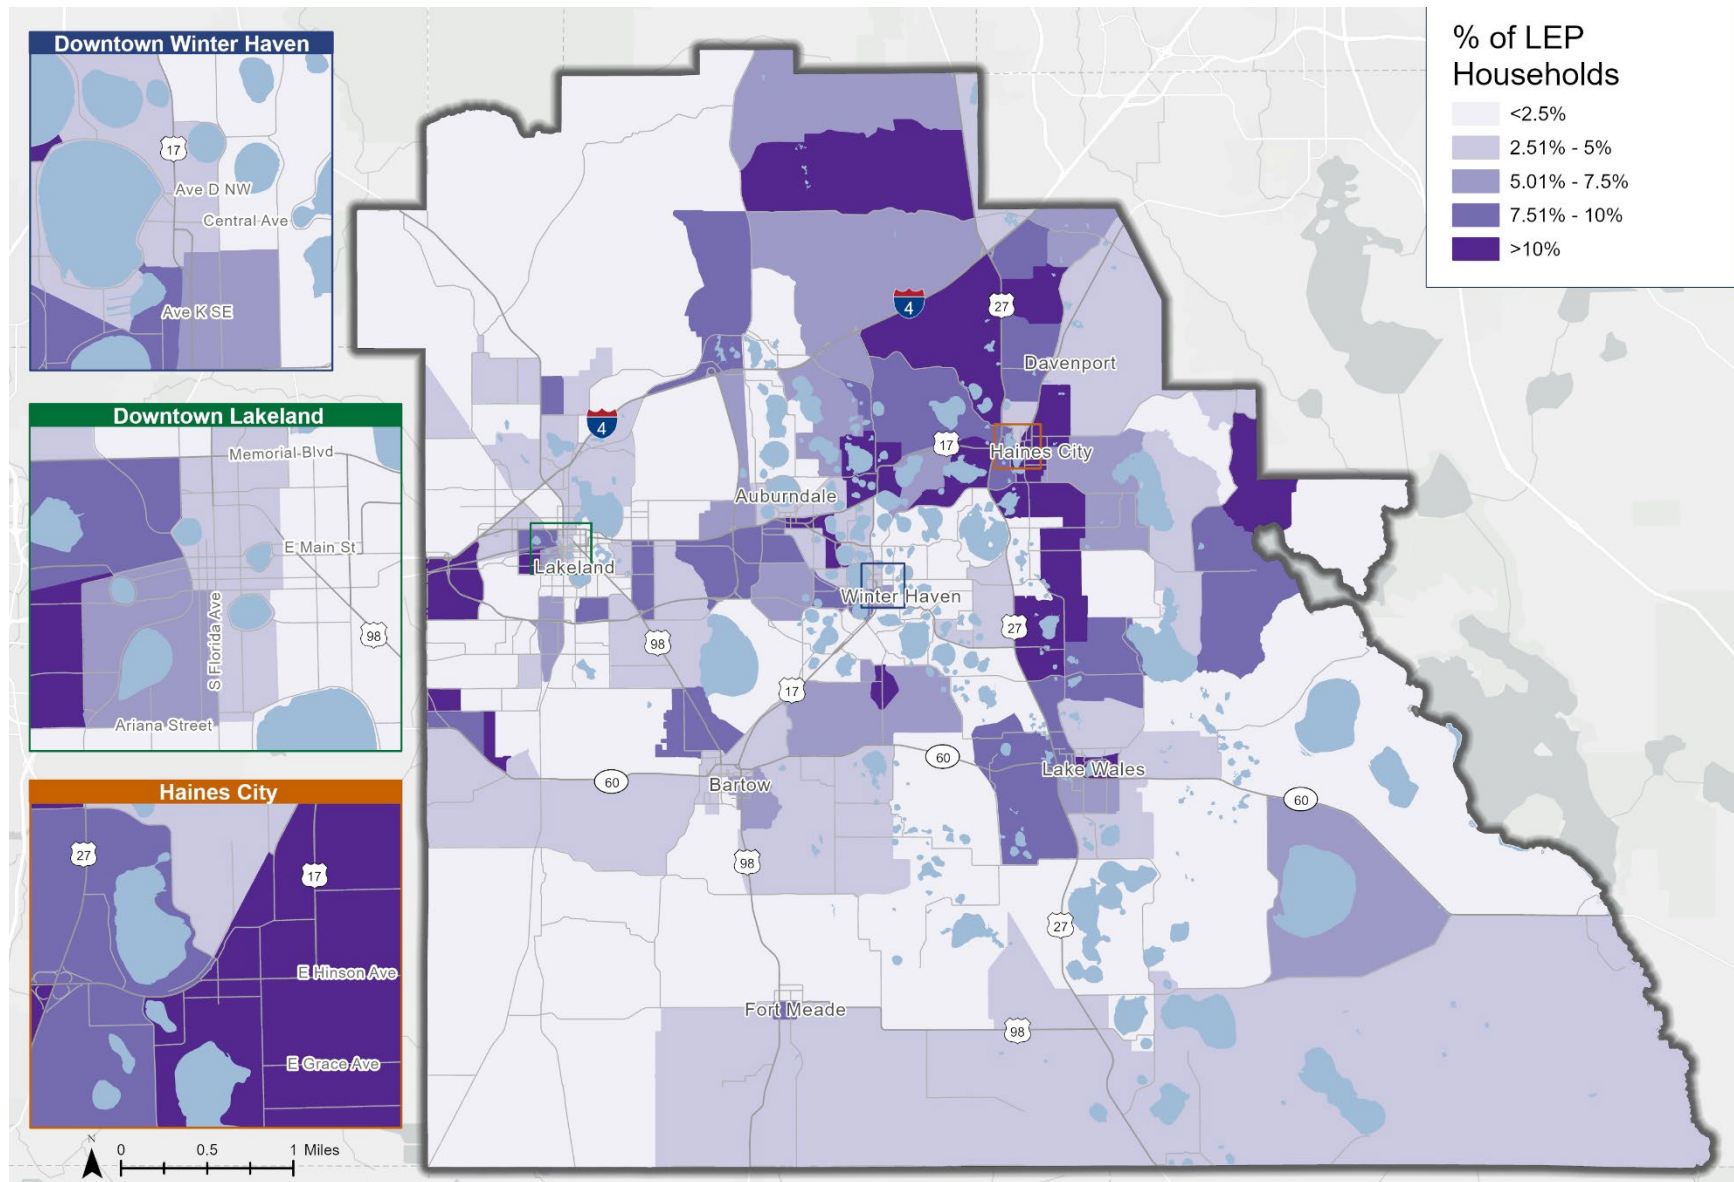 Downtown Winter Haven
17
Ave D NW
Central Ave
Ave K SE
Downtown Lakeland
Memorial Blvd
E Main St
S Florida Ave
98
Ariana Street
Haines City
27
17
E Hinson Ave
E Grace Ave
N
0 0.5 1 Miles
% of LEP
Households
<2.5%
2.51% - 5%
5.01% - 7.5%
7.51% - 10%
>10%
4
27
Davenport
4
17
Haines City
Auburndale
Lakeland
Winter Haven
27
98
17
60
Lake Wales
60
Bartow
60
98
27
Fort Meade
98